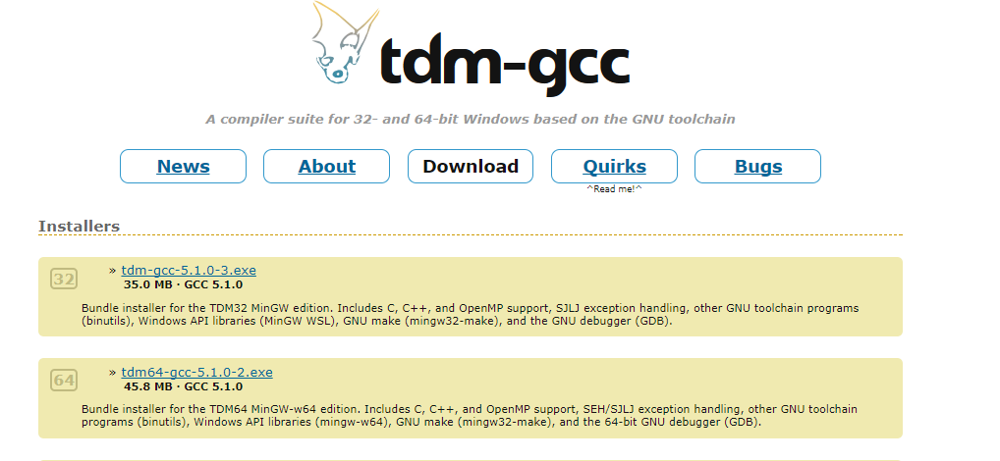 tdm-gcc
A compiler suite for 32- and 64-bit Windows based on the GNU toolchain
News About Download Quirks Bugs
^Read me!^
Installers
32 » tdm-gcc-5.1.0-3.exe
35.0 MB · GCC 5.1.0
Bundle installer for the TDM32 MinGW edition. Includes C, C++, and OpenMP support, SJLJ exception handling, other GNU toolchain programs
(binutils), Windows API libraries (MinGW WSL), GNU make (mingw32-make), and the GNU debugger (GDB).
64 » tdm64-gcc-5.1.0-2.exe
45.8 MB · GCC 5.1.0
Bundle installer for the TDM64 MinGW-w64 edition. Includes C, C++, and OpenMP support, SEH/SJLJ exception handling, other GNU toolchain
programs (binutils), Windows API libraries (mingw-w64), GNU make (mingw32-make), and the 64-bit GNU debugger (GDB).